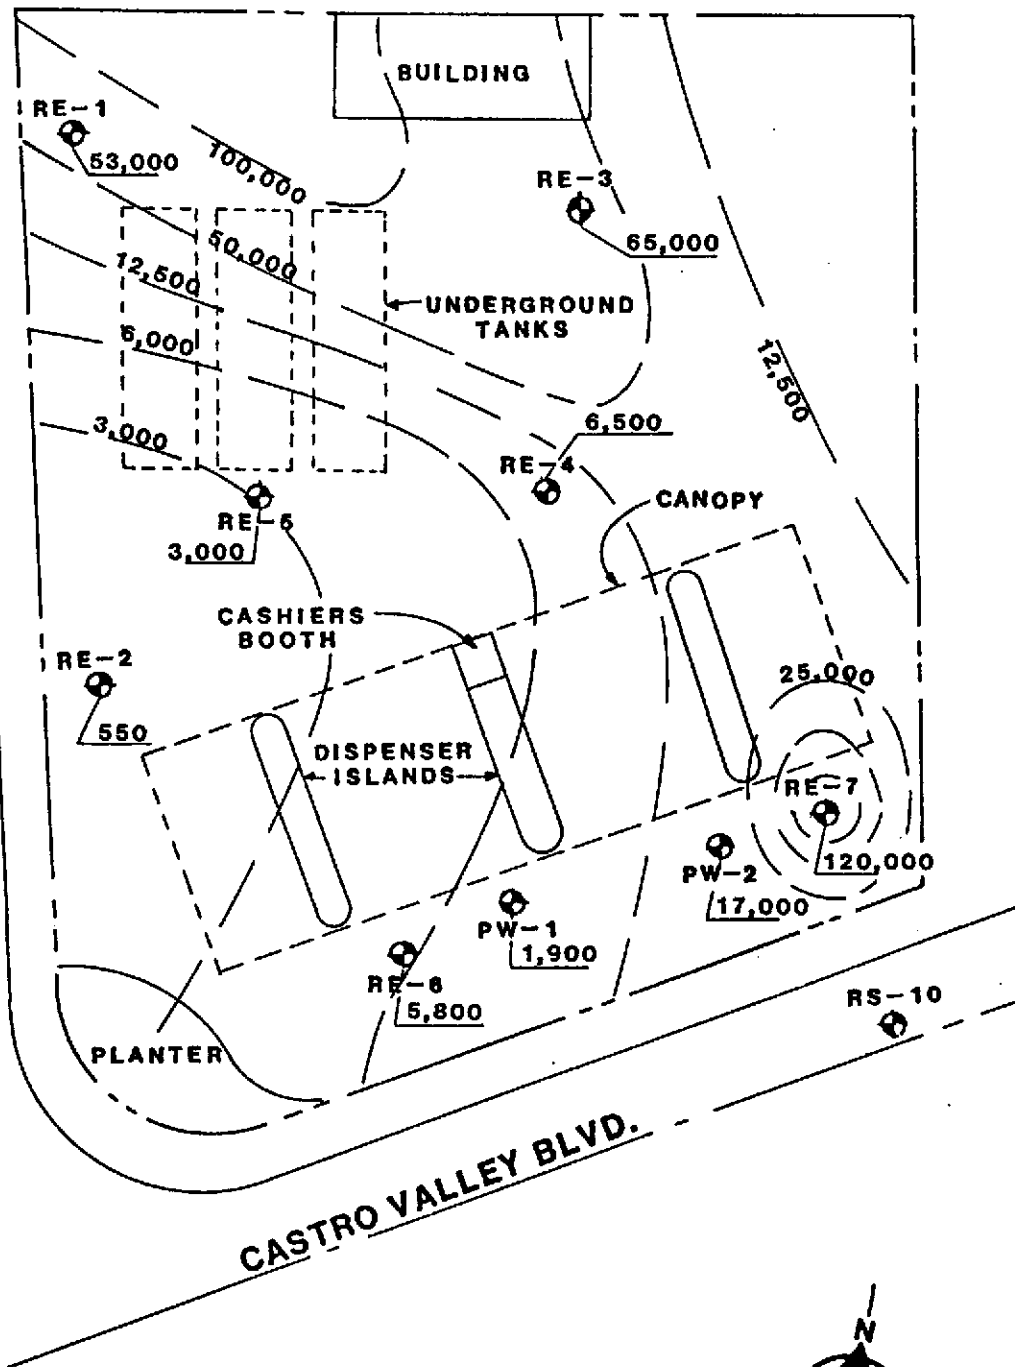 BUILDING
RE-1
53,000
100,000
RE-3
65,000
50,000
12,500
UNDERGROUND
TANKS
6,000
12,500
3,000
6,500
RE-4
CANOPY
RE-5
3,000
CASHIERS
BOOTH
RE-2
550
25,000
DISPENSER
ISLANDS
RE-7
120,000
PW-2
17,000
PW-1
1,900
RE-6
5,800
RS-10
PLANTER
CASTRO VALLEY BLVD.
N